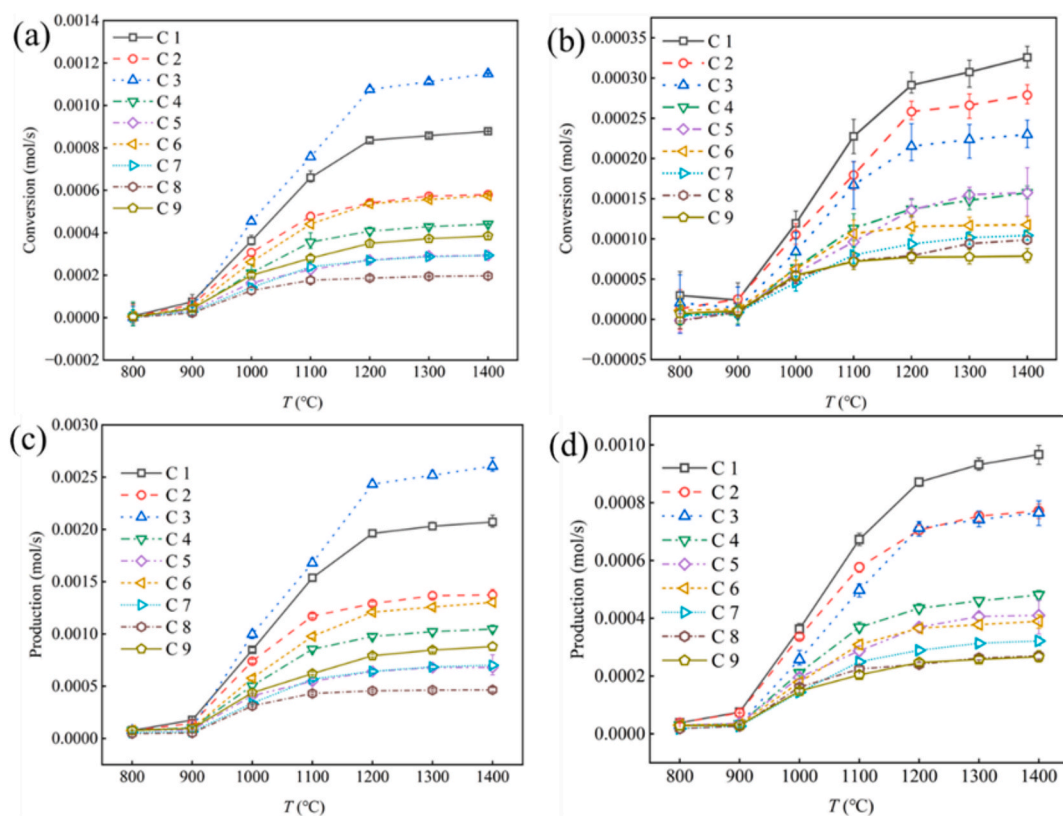 (a)
0.0014
0.0012
0.0010
0.0008
0.0006
0.0004
0.0002
0.0000
−0.0002
Conversion (mol/s)
C 1
C 2
C 3
C 4
C 5
C 6
C 7
C 8
C 9
800 900 1000 1100 1200 1300 1400
T (°C)
(b)
0.00035
0.00030
0.00025
0.00020
0.00015
0.00010
0.00005
0.00000
−0.00005
Conversion (mol/s)
C 1
C 2
C 3
C 4
C 5
C 6
C 7
C 8
C 9
800 900 1000 1100 1200 1300 1400
T (°C)
(c)
0.0030
0.0025
0.0020
0.0015
0.0010
0.0005
0.0000
Production (mol/s)
C 1
C 2
C 3
C 4
C 5
C 6
C 7
C 8
C 9
800 900 1000 1100 1200 1300 1400
T (°C)
(d)
0.0010
0.0008
0.0006
0.0004
0.0002
0.0000
Production (mol/s)
C 1
C 2
C 3
C 4
C 5
C 6
C 7
C 8
C 9
800 900 1000 1100 1200 1300 1400
T (°C)